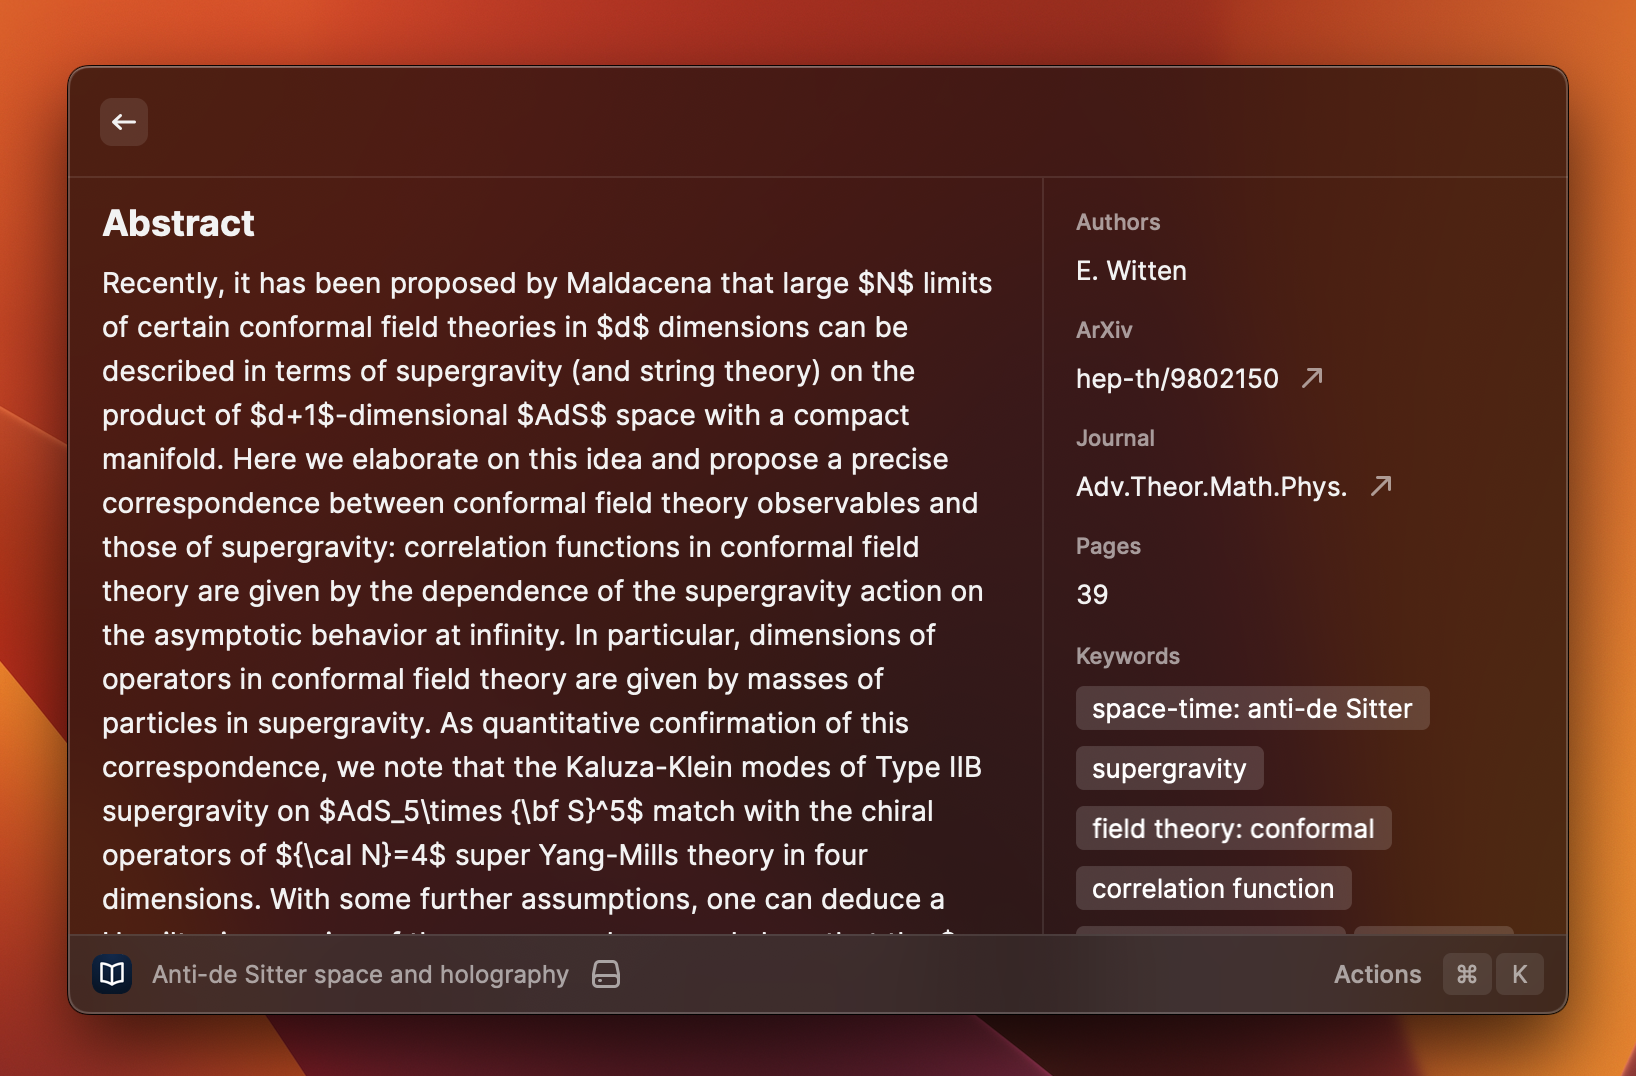 Abstract
Recently, it has been proposed by Maldacena that large $N$ limits
of certain conformal field theories in $d$ dimensions can be
described in terms of supergravity (and string theory) on the
product of $d+1$-dimensional $AdS$ space with a compact
manifold. Here we elaborate on this idea and propose a precise
correspondence between conformal field theory observables and
those of supergravity: correlation functions in conformal field
theory are given by the dependence of the supergravity action on
the asymptotic behavior at infinity. In particular, dimensions of
operators in conformal field theory are given by masses of
particles in supergravity. As quantitative confirmation of this
correspondence, we note that the Kaluza-Klein modes of Type IIB
supergravity on $AdS_5\times {\bf S}^5$ match with the chiral
operators of ${\cal N}=4$ super Yang-Mills theory in four
dimensions. With some further assumptions, one can deduce a
Authors
E. Witten
ArXiv
hep-th/9802150
Journal
Adv.Theor.Math.Phys.
Pages
39
Keywords
space-time: anti-de Sitter
supergravity
field theory: conformal
correlation function
Anti-de Sitter space and holography
Actions ⌘ K